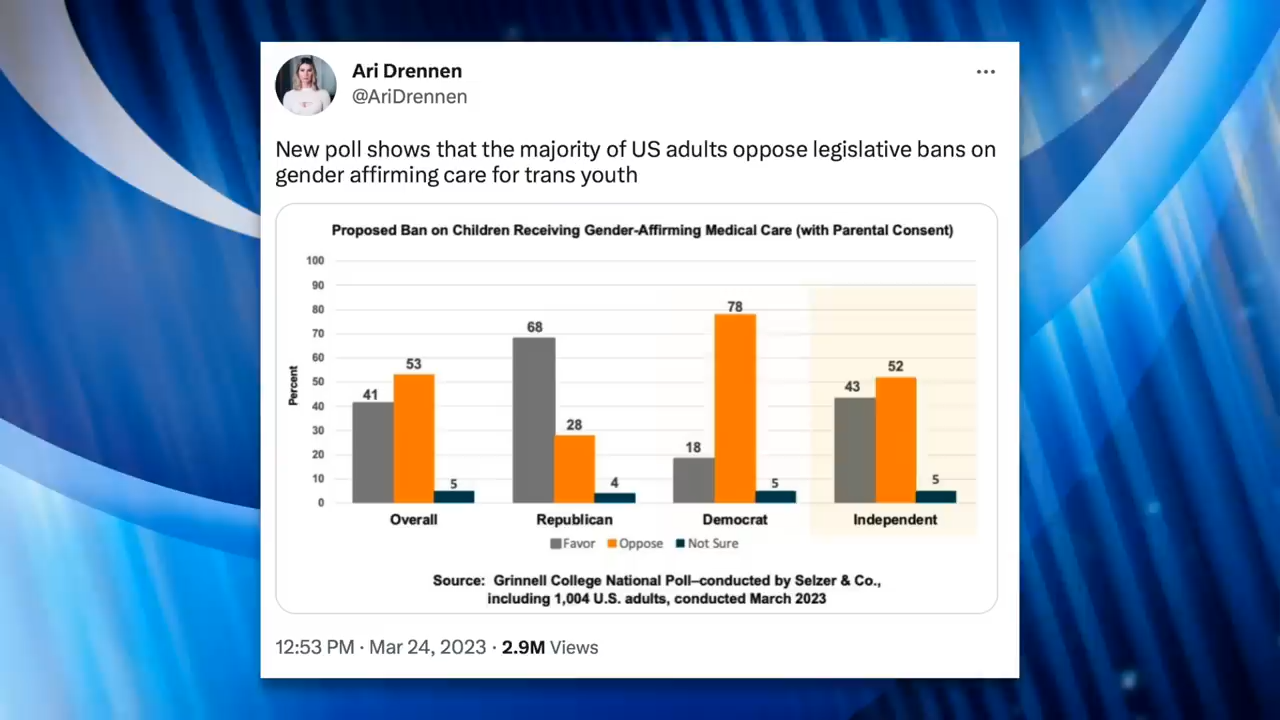 Ari Drennen
@AriDrennen
New poll shows that the majority of US adults oppose legislative bans on
gender affirming care for trans youth
Proposed Ban on Children Receiving Gender-Affirming Medical Care (with Parental Consent)
100
90
80
70
60
50
40
30
20
10
0
Percent
41
53
5
68
28
4
18
78
5
43
52
5
Overall
Republican
Democrat
Independent
Favor Oppose Not Sure
Source: Grinnell College National Poll–conducted by Selzer & Co.,
including 1,004 U.S. adults, conducted March 2023
12:53 PM · Mar 24, 2023 · 2.9M Views